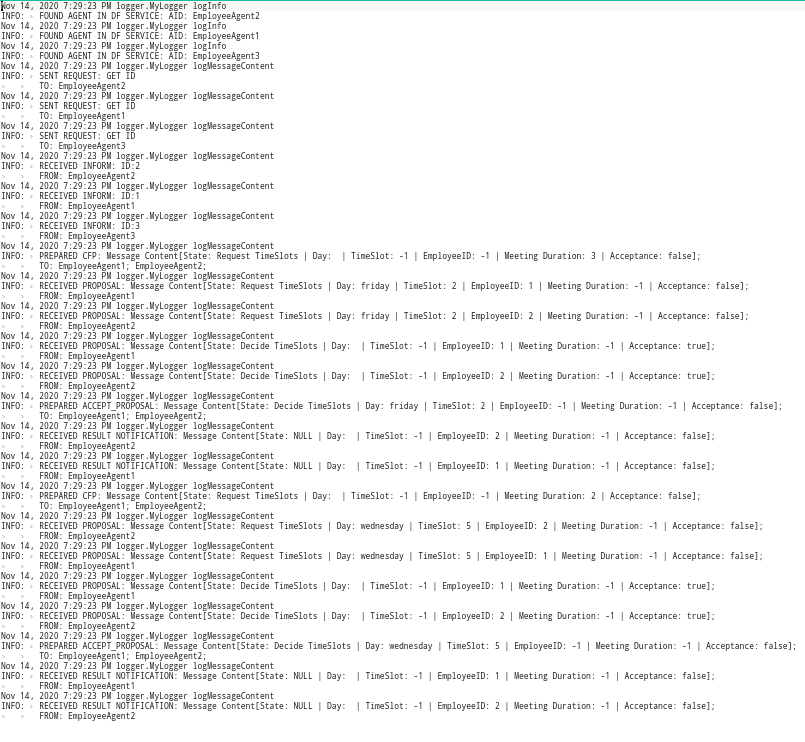 Nov 14, 2020 7:29:23 PM logger.MyLogger logInfo
INFO: › FOUND AGENT IN DF SERVICE: AID: EmployeeAgent2
Nov 14, 2020 7:29:23 PM logger.MyLogger logInfo
INFO: › FOUND AGENT IN DF SERVICE: AID: EmployeeAgent1
Nov 14, 2020 7:29:23 PM logger.MyLogger logInfo
INFO: › FOUND AGENT IN DF SERVICE: AID: EmployeeAgent3
Nov 14, 2020 7:29:23 PM logger.MyLogger logMessageContent
INFO: › SENT REQUEST: GET ID
› › TO: EmployeeAgent2
Nov 14, 2020 7:29:23 PM logger.MyLogger logMessageContent
INFO: › SENT REQUEST: GET ID
› › TO: EmployeeAgent1
Nov 14, 2020 7:29:23 PM logger.MyLogger logMessageContent
INFO: › SENT REQUEST: GET ID
› › TO: EmployeeAgent3
Nov 14, 2020 7:29:23 PM logger.MyLogger logMessageContent
INFO: › RECEIVED INFORM: ID:2
› › FROM: EmployeeAgent2
Nov 14, 2020 7:29:23 PM logger.MyLogger logMessageContent
INFO: › RECEIVED INFORM: ID:1
› › FROM: EmployeeAgent1
Nov 14, 2020 7:29:23 PM logger.MyLogger logMessageContent
INFO: › RECEIVED INFORM: ID:3
› › FROM: EmployeeAgent3
Nov 14, 2020 7:29:23 PM logger.MyLogger logMessageContent
INFO: › PREPARED CFP: Message Content[State: Request TimeSlots | Day:  | TimeSlot: -1 | EmployeeID: -1 | Meeting Duration: 3 | Acceptance: false];
› › TO: EmployeeAgent1; EmployeeAgent2;
Nov 14, 2020 7:29:23 PM logger.MyLogger logMessageContent
INFO: › RECEIVED PROPOSAL: Message Content[State: Request TimeSlots | Day: friday | TimeSlot: 2 | EmployeeID: 1 | Meeting Duration: -1 | Acceptance: false];
› › FROM: EmployeeAgent1
Nov 14, 2020 7:29:23 PM logger.MyLogger logMessageContent
INFO: › RECEIVED PROPOSAL: Message Content[State: Request TimeSlots | Day: friday | TimeSlot: 2 | EmployeeID: 2 | Meeting Duration: -1 | Acceptance: false];
› › FROM: EmployeeAgent2
Nov 14, 2020 7:29:23 PM logger.MyLogger logMessageContent
INFO: › RECEIVED PROPOSAL: Message Content[State: Decide TimeSlots | Day:  | TimeSlot: -1 | EmployeeID: 1 | Meeting Duration: -1 | Acceptance: true];
› › FROM: EmployeeAgent1
Nov 14, 2020 7:29:23 PM logger.MyLogger logMessageContent
INFO: › RECEIVED PROPOSAL: Message Content[State: Decide TimeSlots | Day:  | TimeSlot: -1 | EmployeeID: 2 | Meeting Duration: -1 | Acceptance: true];
› › FROM: EmployeeAgent2
Nov 14, 2020 7:29:23 PM logger.MyLogger logMessageContent
INFO: › PREPARED ACCEPT_PROPOSAL: Message Content[State: Decide TimeSlots | Day: friday | TimeSlot: 2 | EmployeeID: -1 | Meeting Duration: -1 | Acceptance: false];
› › TO: EmployeeAgent1; EmployeeAgent2;
Nov 14, 2020 7:29:23 PM logger.MyLogger logMessageContent
INFO: › RECEIVED RESULT NOTIFICATION: Message Content[State: NULL | Day:  | TimeSlot: -1 | EmployeeID: 2 | Meeting Duration: -1 | Acceptance: false];
› › FROM: EmployeeAgent2
Nov 14, 2020 7:29:23 PM logger.MyLogger logMessageContent
INFO: › RECEIVED RESULT NOTIFICATION: Message Content[State: NULL | Day:  | TimeSlot: -1 | EmployeeID: 1 | Meeting Duration: -1 | Acceptance: false];
› › FROM: EmployeeAgent1
Nov 14, 2020 7:29:23 PM logger.MyLogger logMessageContent
INFO: › PREPARED CFP: Message Content[State: Request TimeSlots | Day:  | TimeSlot: -1 | EmployeeID: -1 | Meeting Duration: 2 | Acceptance: false];
› › TO: EmployeeAgent1; EmployeeAgent2;
Nov 14, 2020 7:29:23 PM logger.MyLogger logMessageContent
INFO: › RECEIVED PROPOSAL: Message Content[State: Request TimeSlots | Day: wednesday | TimeSlot: 5 | EmployeeID: 2 | Meeting Duration: -1 | Acceptance: false];
› › FROM: EmployeeAgent2
Nov 14, 2020 7:29:23 PM logger.MyLogger logMessageContent
INFO: › RECEIVED PROPOSAL: Message Content[State: Request TimeSlots | Day: wednesday | TimeSlot: 5 | EmployeeID: 1 | Meeting Duration: -1 | Acceptance: false];
› › FROM: EmployeeAgent1
Nov 14, 2020 7:29:23 PM logger.MyLogger logMessageContent
INFO: › RECEIVED PROPOSAL: Message Content[State: Decide TimeSlots | Day:  | TimeSlot: -1 | EmployeeID: 1 | Meeting Duration: -1 | Acceptance: true];
› › FROM: EmployeeAgent1
Nov 14, 2020 7:29:23 PM logger.MyLogger logMessageContent
INFO: › RECEIVED PROPOSAL: Message Content[State: Decide TimeSlots | Day:  | TimeSlot: -1 | EmployeeID: 2 | Meeting Duration: -1 | Acceptance: true];
› › FROM: EmployeeAgent2
Nov 14, 2020 7:29:23 PM logger.MyLogger logMessageContent
INFO: › PREPARED ACCEPT_PROPOSAL: Message Content[State: Decide TimeSlots | Day: wednesday | TimeSlot: 5 | EmployeeID: -1 | Meeting Duration: -1 | Acceptance: false];
› › TO: EmployeeAgent1; EmployeeAgent2;
Nov 14, 2020 7:29:23 PM logger.MyLogger logMessageContent
INFO: › RECEIVED RESULT NOTIFICATION: Message Content[State: NULL | Day:  | TimeSlot: -1 | EmployeeID: 1 | Meeting Duration: -1 | Acceptance: false];
› › FROM: EmployeeAgent1
Nov 14, 2020 7:29:23 PM logger.MyLogger logMessageContent
INFO: › RECEIVED RESULT NOTIFICATION: Message Content[State: NULL | Day:  | TimeSlot: -1 | EmployeeID: 2 | Meeting Duration: -1 | Acceptance: false];
› › FROM: EmployeeAgent2